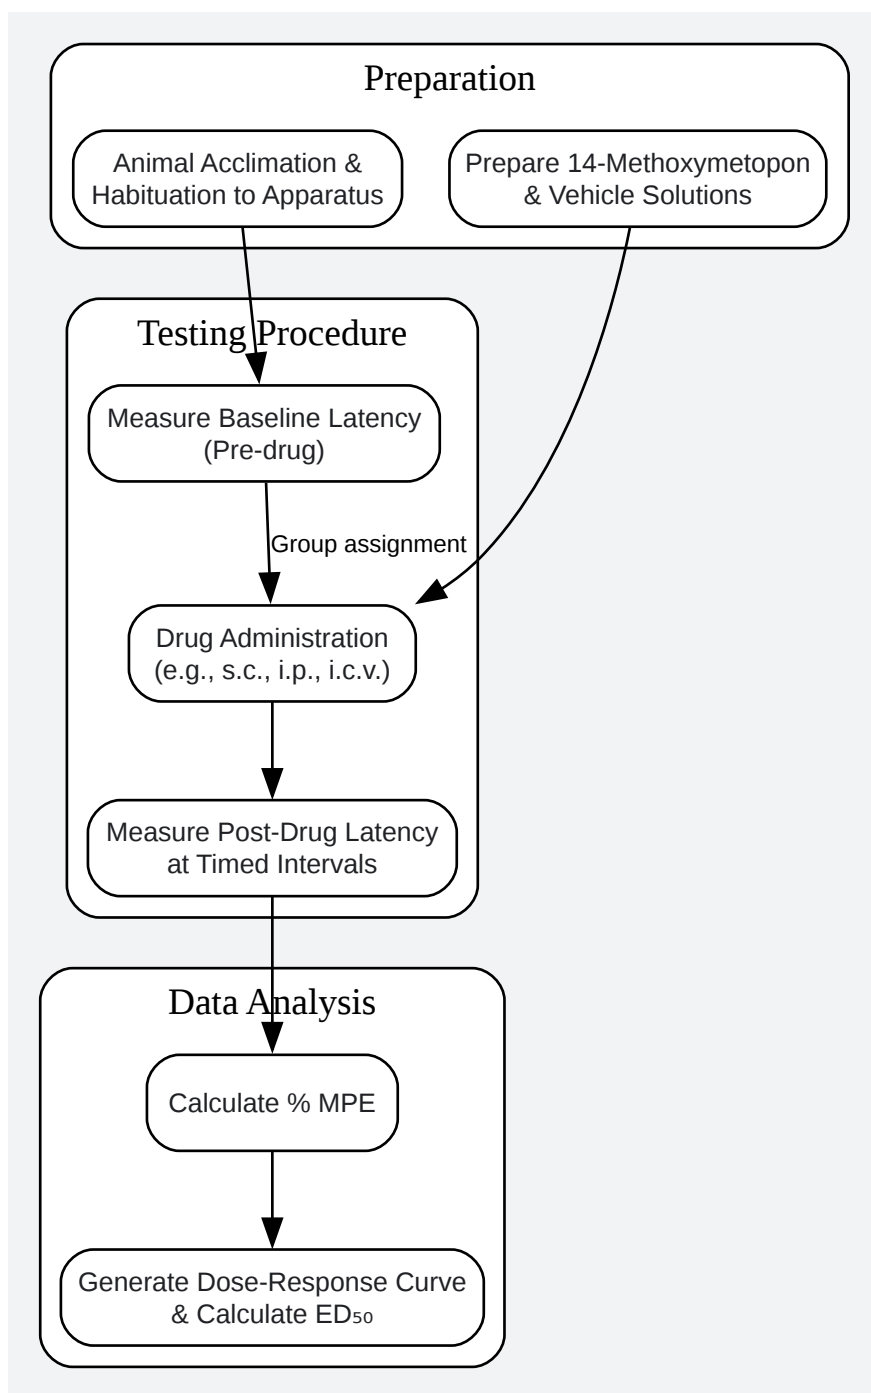 Preparation
Animal Acclimation &
Habituation to Apparatus
Prepare 14-Methoxymetopon
& Vehicle Solutions
Testing Procedure
Measure Baseline Latency
(Pre-drug)
Group assignment
Drug Administration
(e.g., s.c., i.p., i.c.v.)
Measure Post-Drug Latency
at Timed Intervals
Data Analysis
Calculate % MPE
Generate Dose-Response Curve
& Calculate ED₅₀